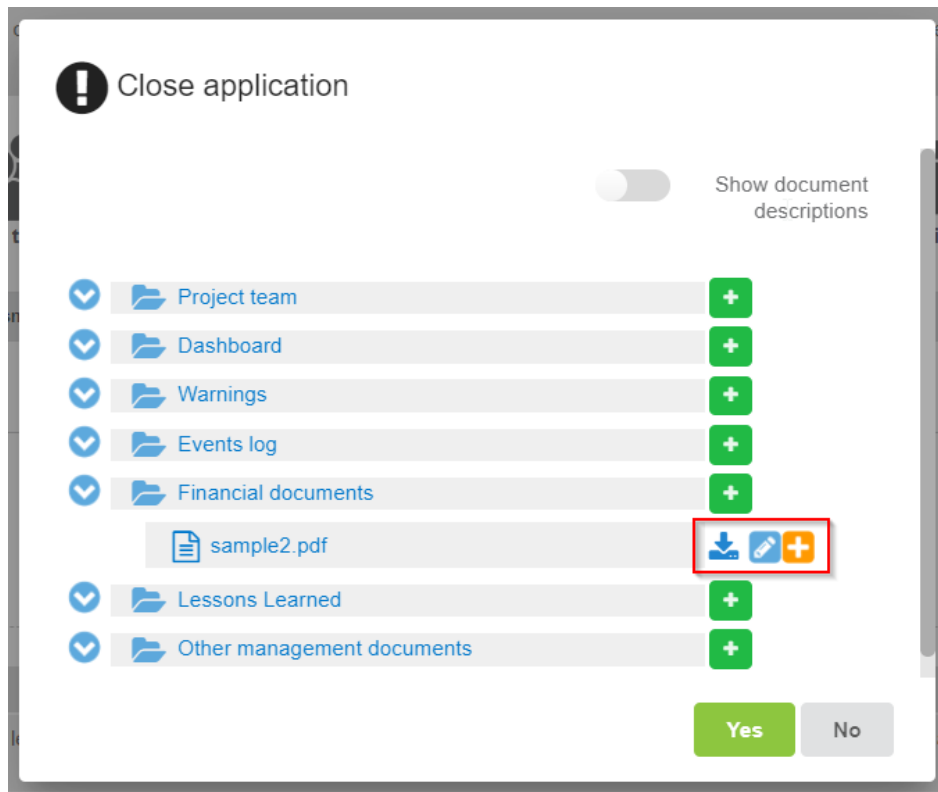 Close application
Show document
descriptions
Project team
Dashboard
Warnings
Events log
Financial documents
sample2.pdf
Lessons Learned
Other management documents
Yes No